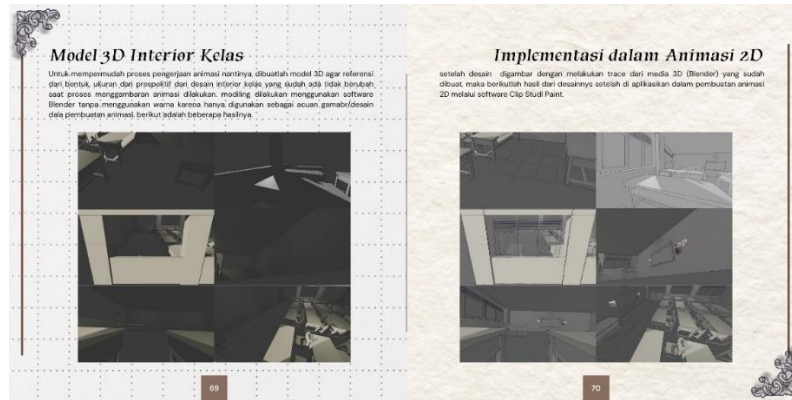 Model 3D Interior Kelas
Untuk mempermudah proses pengerjaan animasi nantinya, dibuatlah model 3D agar referensi
dari bentuk, ukuran dan prespektif dari desain interior kelas yang sudah ada tidak berubah
saat proses menggambaran animasi dilakukan. modiling dilakukan menggunakan software
Blender tanpa menggunakan warna karena hanya digunakan sebagai acuan gamabr/desain
dala pembuatan animasi, berikut adalah beberapa hasilnya.
69
Implementasi dalam Animasi 2D
setelah desain digambar dengan melakukan trace dari media 3D (Blender) yang sudah
dibuat, maka berikutlah hasil dari desainnys setelah di aplikasikan dalam pembuatan animasi
2D melalui software Clip Studi Paint.
70